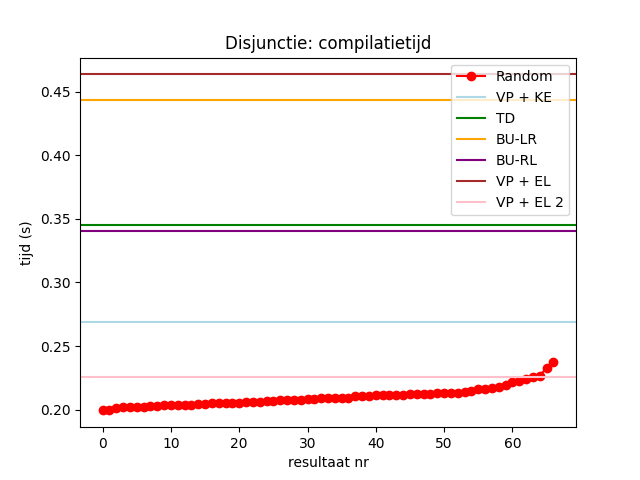 Disjunctie: compilatietijd
tijd (s)
0.45
0.40
0.35
0.30
0.25
0.20
Random
VP + KE
TD
BU-LR
BU-RL
VP + EL
VP + EL 2
0 10 20 30 40 50 60
resultaat nr